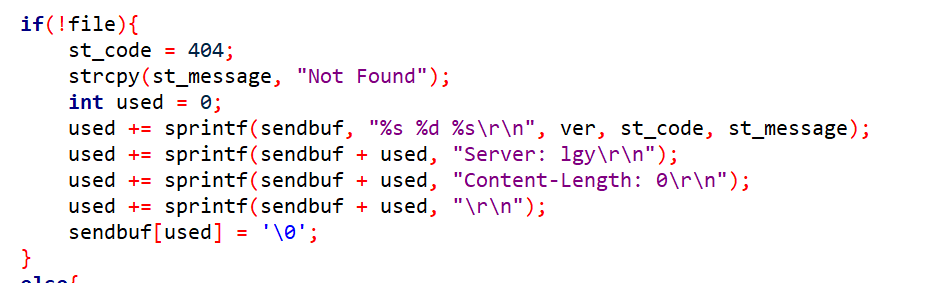 if(!file){
    st_code = 404;
    strcpy(st_message, "Not Found");
    int used = 0;
    used += sprintf(sendbuf, "%s %d %s\r\n", ver, st_code, st_message);
    used += sprintf(sendbuf + used, "Server: lgy\r\n");
    used += sprintf(sendbuf + used, "Content-Length: 0\r\n");
    used += sprintf(sendbuf + used, "\r\n");
    sendbuf[used] = '\0';
}
else{